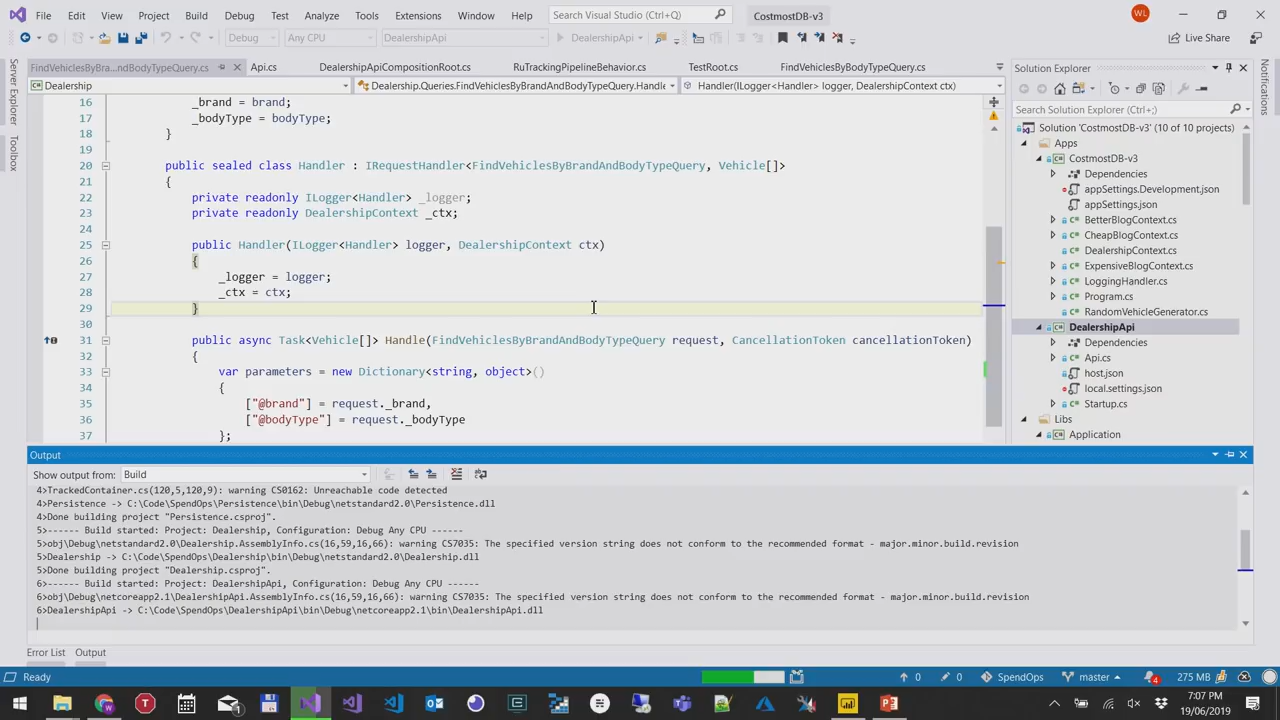 File Edit View Project Build Debug Test Analyze Tools Extensions Window Help Search Visual Studio (Ctrl+Q) CostmostDB-v3 WL
Debug Any CPU DealershipApi DealershipApi Live Share
FindVehiclesByBra...ndBodyTypeQuery.cs Api.cs DealershipApiCompositionRoot.cs RuTrackingPipelineBehavior.cs TestRoot.cs FindVehiclesByBodyTypeQuery.cs
Dealership Dealership.Queries.FindVehiclesByBrandAndBodyTypeQuery.Handle Handler(ILogger<Handler> logger, DealershipContext ctx)
16 _brand = brand;
17 _bodyType = bodyType;
18 }
19
20 public sealed class Handler : IRequestHandler<FindVehiclesByBrandAndBodyTypeQuery, Vehicle[]>
21 {
22 private readonly ILogger<Handler> _logger;
23 private readonly DealershipContext _ctx;
24
25 public Handler(ILogger<Handler> logger, DealershipContext ctx)
26 {
27 _logger = logger;
28 _ctx = ctx;
29 }
30
31 public async Task<Vehicle[]> Handle(FindVehiclesByBrandAndBodyTypeQuery request, CancellationToken cancellationToken)
32 {
33 var parameters = new Dictionary<string, object>()
34 {
35 ["@brand"] = request._brand,
36 ["@bodyType"] = request._bodyType
37 };
Server Explorer
Toolbox
Notifications
Solution Explorer
Search Solution Explorer (Ctrl+;)
Solution 'CostmostDB-v3' (10 of 10 projects)
Apps
CostmostDB-v3
Dependencies
appSettings.Development.json
appSettings.json
BetterBlogContext.cs
CheapBlogContext.cs
DealershipContext.cs
ExpensiveBlogContext.cs
LoggingHandler.cs
Program.cs
RandomVehicleGenerator.cs
DealershipApi
Dependencies
Api.cs
host.json
local.settings.json
Startup.cs
Libs
Application
Output
Show output from: Build
4>TrackedContainer.cs(120,5,120,9): warning CS0162: Unreachable code detected
4>Persistence -> C:\Code\SpendOps\Persistence\bin\Debug\netstandard2.0\Persistence.dll
4>Done building project "Persistence.csproj".
5>------ Build started: Project: Dealership, Configuration: Debug Any CPU ------
5>obj\Debug\netstandard2.0\Dealership.AssemblyInfo.cs(16,59,16,66): warning CS7035: The specified version string does not conform to the recommended format - major.minor.build.revision
5>Dealership -> C:\Code\SpendOps\Dealership\bin\Debug\netstandard2.0\Dealership.dll
5>Done building project "Dealership.csproj".
6>------ Build started: Project: DealershipApi, Configuration: Debug Any CPU ------
6>obj\Debug\netcoreapp2.1\DealershipApi.AssemblyInfo.cs(16,59,16,66): warning CS7035: The specified version string does not conform to the recommended format - major.minor.build.revision
6>DealershipApi -> C:\Code\SpendOps\DealershipApi\bin\Debug\netcoreapp2.1\bin\DealershipApi.dll
Error List Output
Ready 0 0 SpendOps master 4 275 MB
7:07 PM
19/06/2019